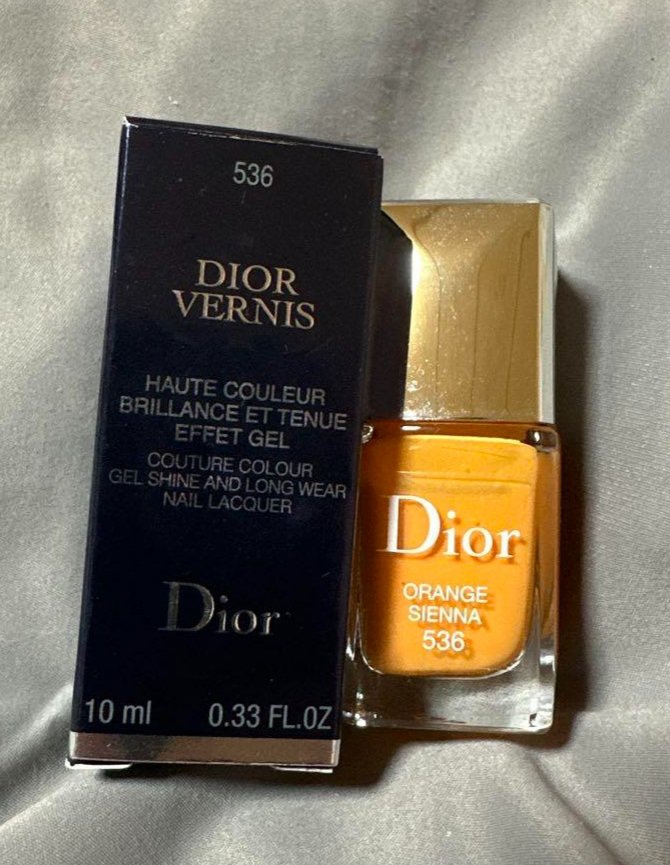 536
DIOR
VERNIS
HAUTE COULEUR
BRILLANCE ET TENUE
EFFET GEL
COUTURE COLOUR
GEL SHINE AND LONG WEAR
NAIL LACQUER
Dior
10 ml 0.33 FL.OZ
Dior
ORANGE
SIENNA
536